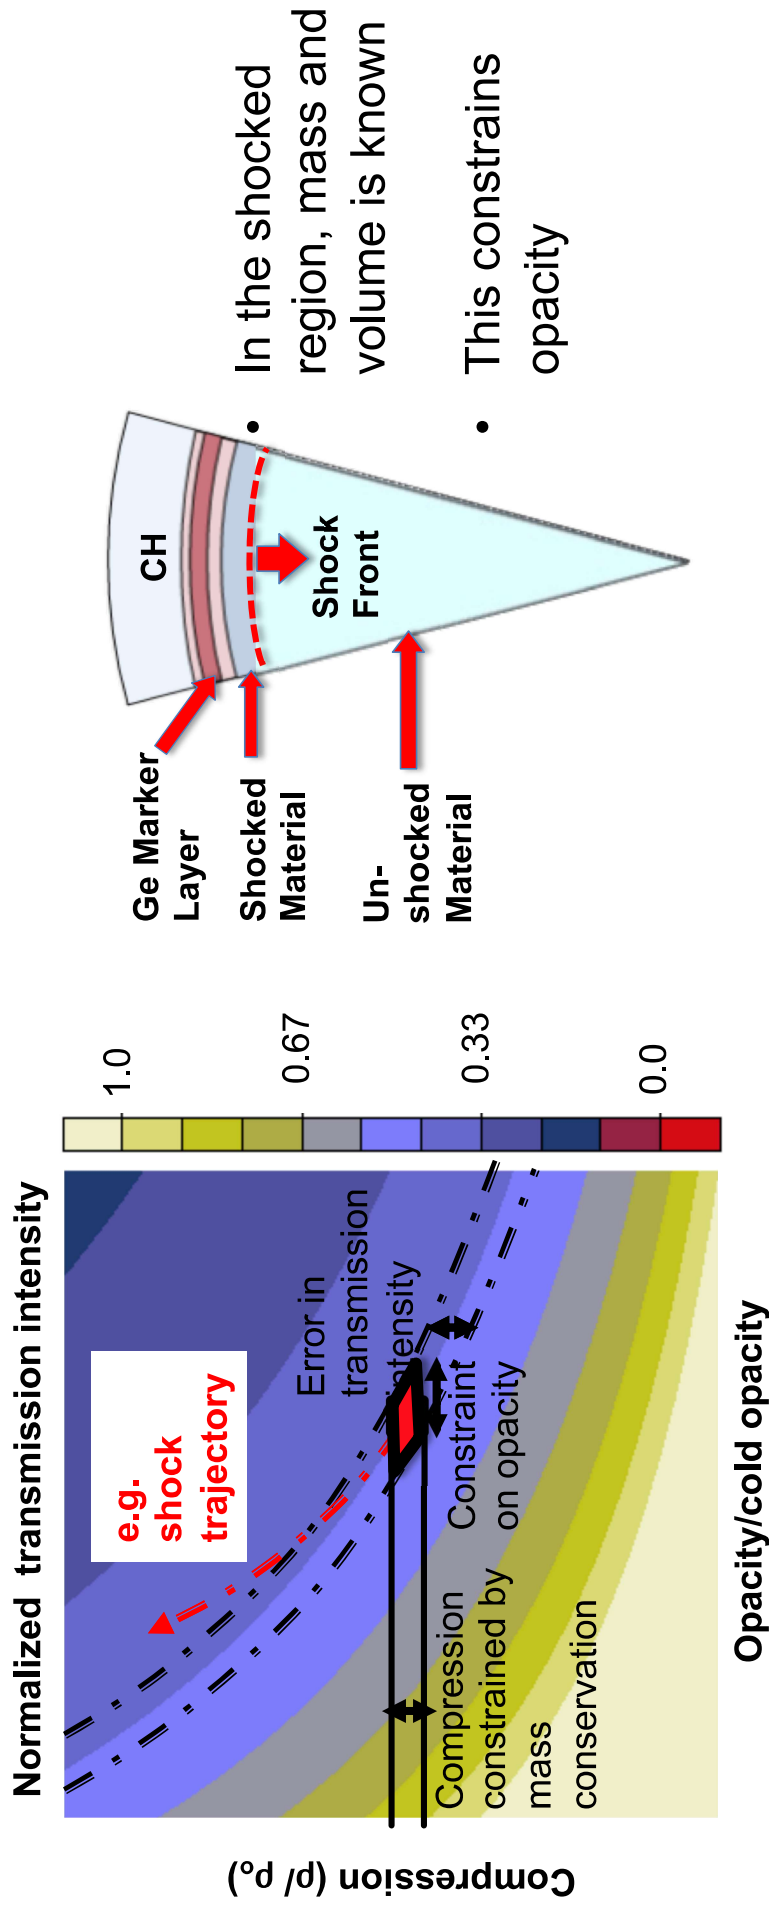 Normalized transmission intensity
e.g.
shock
trajectory
Error in
transmission
intensity
Constraint
on opacity
Compression
constrained by
mass
conservation
Compression (ρ/ ρₒ)
Opacity/cold opacity
1.0
0.67
0.33
0.0
Ge Marker
Layer
Shocked
Material
Un-
shocked
Material
CH
Shock
Front
• In the shocked
region, mass and
volume is known
• This constrains
opacity